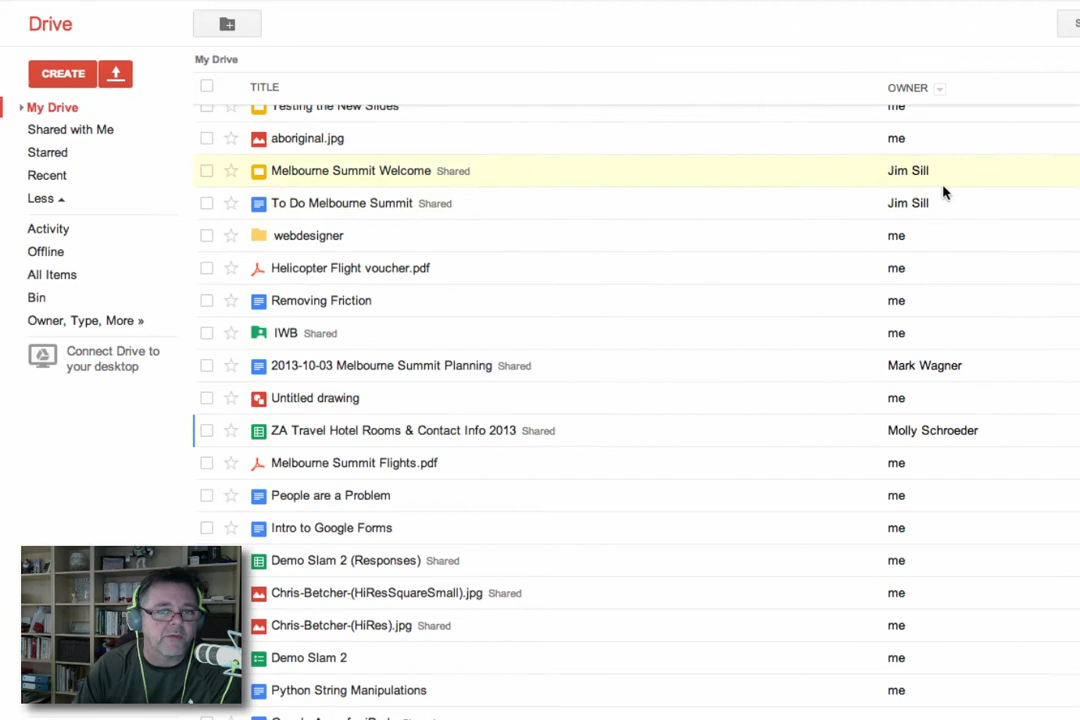 Drive
CREATE
My Drive
TITLE
OWNER
My Drive
Shared with Me
Starred
Recent
Less
Activity
Offline
All Items
Bin
Owner, Type, More »
Connect Drive to
your desktop
Testing the New Slides me
aboriginal.jpg me
Melbourne Summit Welcome Shared Jim Sill
To Do Melbourne Summit Shared Jim Sill
webdesigner me
Helicopter Flight voucher.pdf me
Removing Friction me
IWB Shared me
2013-10-03 Melbourne Summit Planning Shared Mark Wagner
Untitled drawing me
ZA Travel Hotel Rooms & Contact Info 2013 Shared Molly Schroeder
Melbourne Summit Flights.pdf me
People are a Problem me
Intro to Google Forms me
Demo Slam 2 (Responses) Shared me
Chris-Betcher-(HiResSquareSmall).jpg Shared me
Chris-Betcher-(HiRes).jpg Shared me
Demo Slam 2 me
Python String Manipulations me